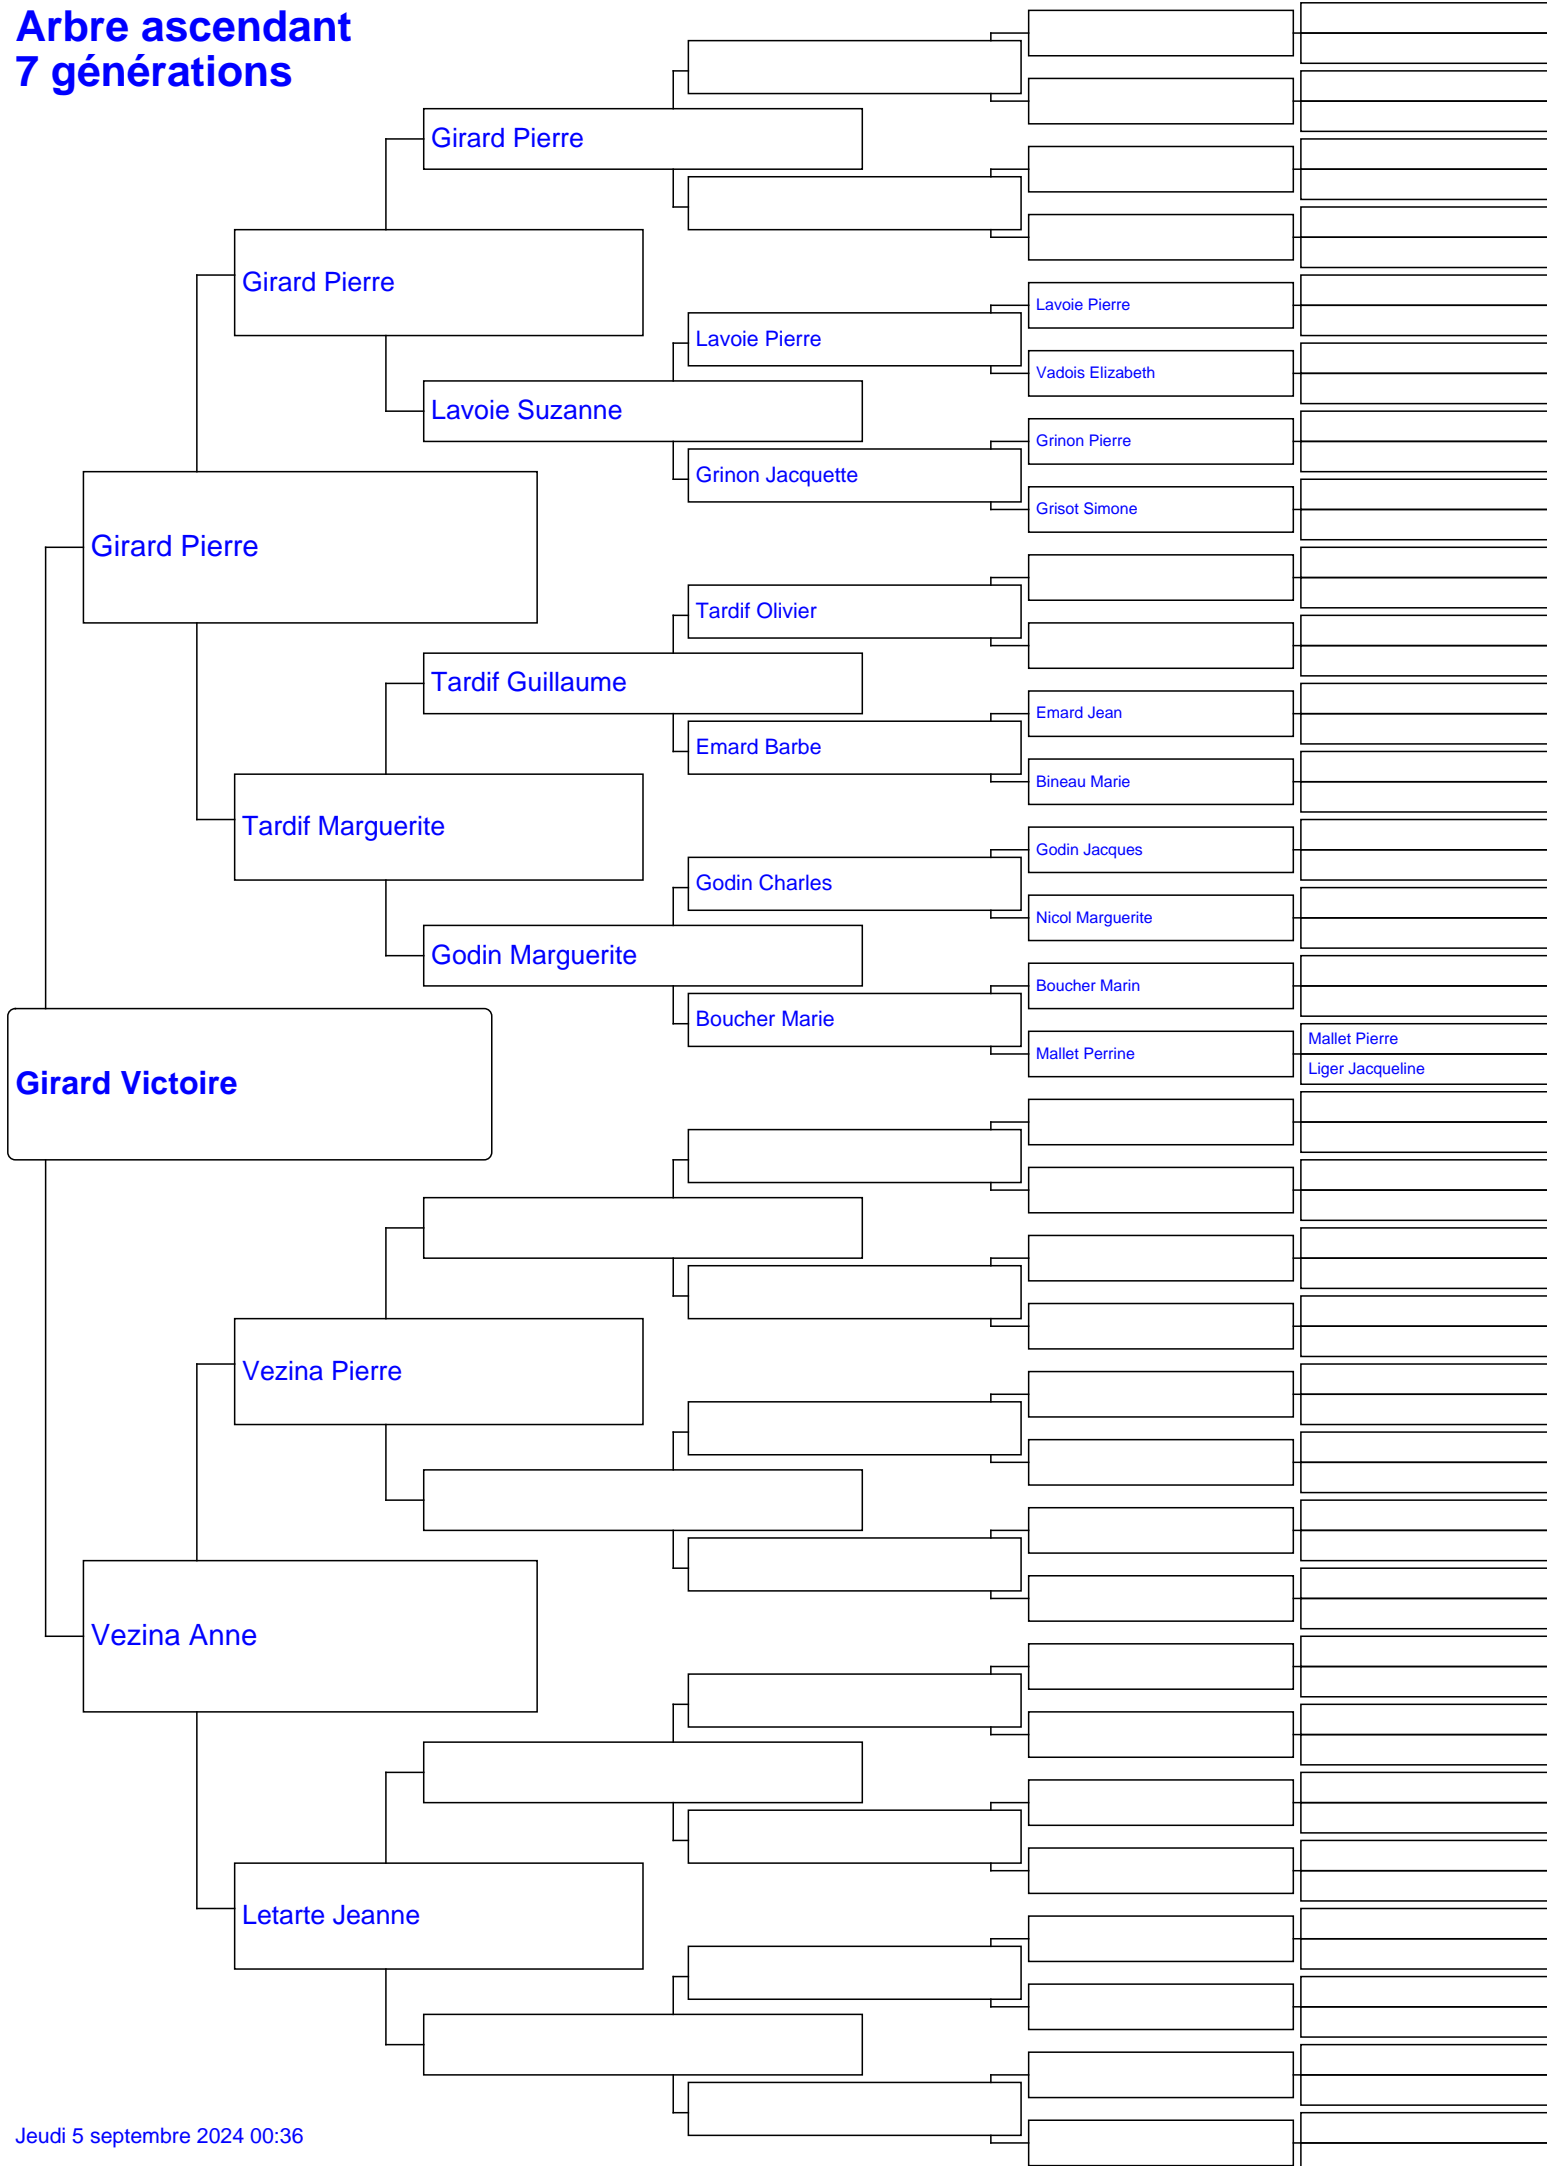 Arbre ascendant
7 générations
Girard Pierre
Girard Pierre
Lavoie Pierre
Lavoie Pierre
Vadois Elizabeth
Lavoie Suzanne
Grinon Pierre
Grinon Jacquette
Grisot Simone
Girard Pierre
Tardif Olivier
Tardif Guillaume
Emard Jean
Emard Barbe
Bineau Marie
Tardif Marguerite
Godin Jacques
Godin Charles
Nicol Marguerite
Godin Marguerite
Boucher Marin
Boucher Marie
Mallet Perrine
Mallet Pierre
Liger Jacqueline
Girard Victoire
Vezina Pierre
Vezina Anne
Letarte Jeanne
Jeudi 5 septembre 2024 00:36